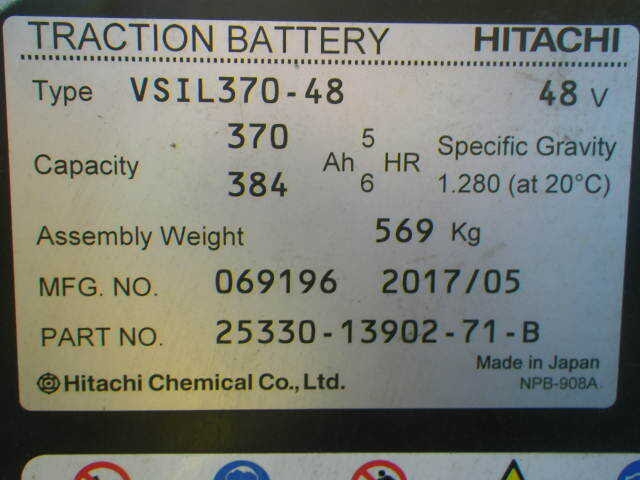 TRACTION BATTERY HITACHI
Type VSIL370-48 48 V
Capacity 370 Ah 5 HR Specific Gravity
384 6 1.280 (at 20°C)
Assembly Weight 569 Kg
MFG. NO. 069196 2017/05
PART NO. 25330-13902-71-B
Made in Japan
Hitachi Chemical Co., Ltd. NPB-908A